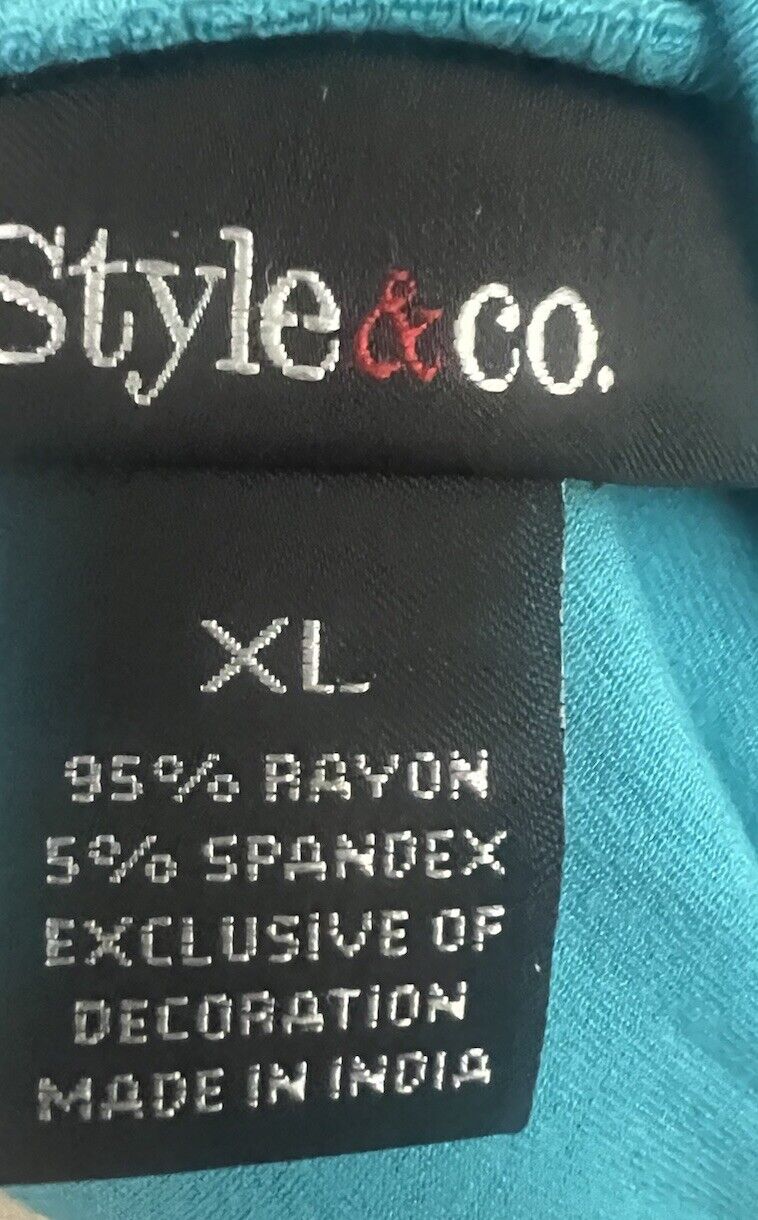 Style&co.
XL
95% RAYON
5% SPANDEX
EXCLUSIVE OF
DECORATION
MADE IN INDIA